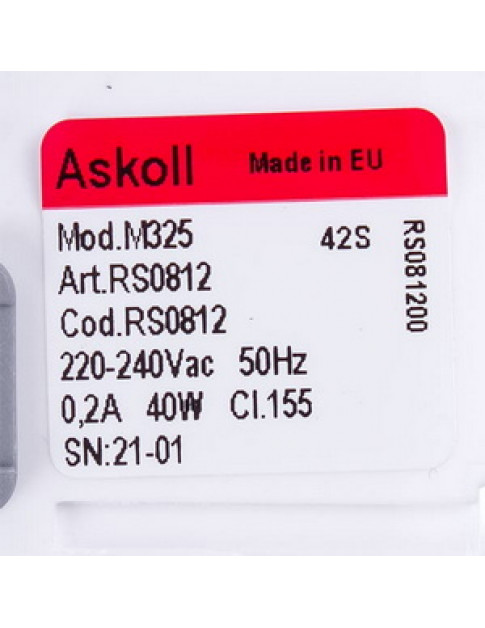 Askoll Made in EU
Mod.M325 42S
Art.RS0812
Cod.RS0812
220-240Vac 50Hz
0,2A 40W Cl.155
SN:21-01
RS081200